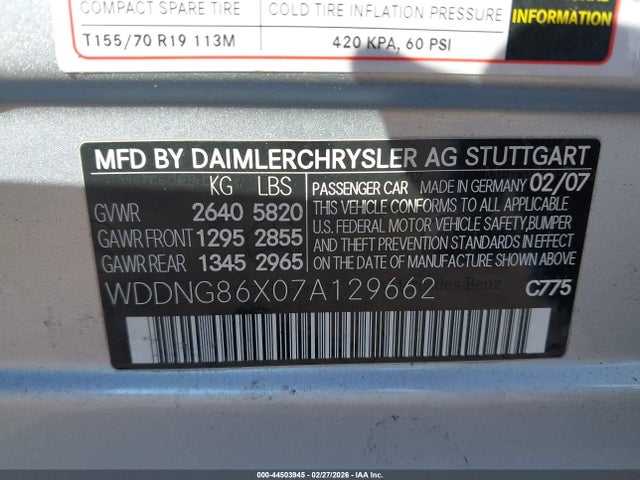 COMPACT SPARE TIRE COLD TIRE INFLATION PRESSURE
T155/70 R19 113M 420 KPA, 60 PSI
INFORMATION
MFD BY DAIMLERCHRYSLER AG STUTTGART
KG LBS PASSENGER CAR MADE IN GERMANY 02/07
GVWR 2640 5820 THIS VEHICLE CONFORMS TO ALL APPLICABLE
GAWR FRONT 1295 2855 U.S. FEDERAL MOTOR VEHICLE SAFETY,BUMPER
AND THEFT PREVENTION STANDARDS IN EFFECT
GAWR REAR 1345 2965 ON THE DATE OF MANUFACTURE SHOWN ABOVE.
WDDNG86X07A129662 C775
000-44503945 - 02/27/2026 - IAAI, Inc.